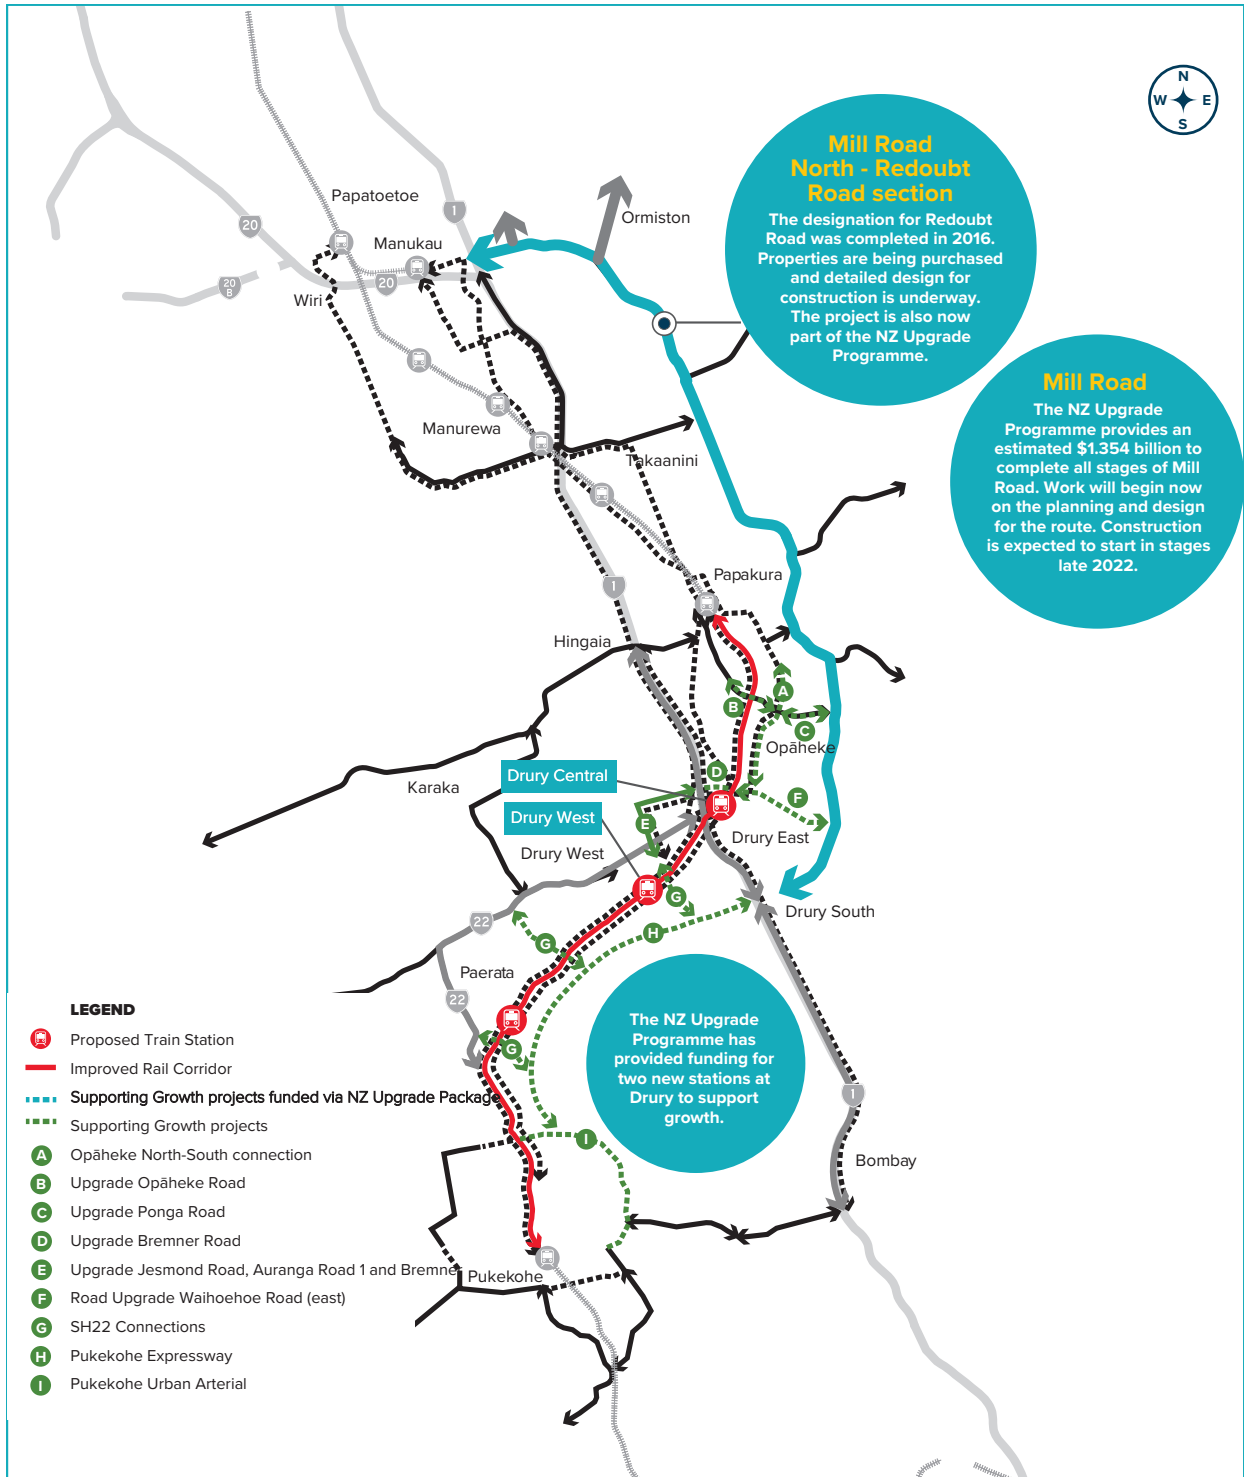 N
W E
S
Mill Road
North - Redoubt
Road section
The designation for Redoubt
Road was completed in 2016.
Properties are being purchased
and detailed design for
construction is underway.
The project is also now
part of the NZ Upgrade
Programme.
Mill Road
The NZ Upgrade
Programme provides an
estimated $1.354 billion to
complete all stages of Mill
Road. Work will begin now
on the planning and design
for the route. Construction
is expected to start in stages
late 2022.
Papatoetoe
1
Ormiston
20
Manukau
20
B
20
Wiri
Manurewa
Takaanini
Papakura
1
Hingaia
A
B
C
Opāheke
Drury Central
D
Karaka
F
Drury West
E
Drury East
Drury West
G
Drury South
22
H
G
Paerata
22
G
The NZ Upgrade
Programme has
provided funding for
two new stations at
Drury to support
growth.
1
I
Bombay
Pukekohe
LEGEND
Proposed Train Station
Improved Rail Corridor
Supporting Growth projects funded via NZ Upgrade Package
Supporting Growth projects
A Opāheke North-South connection
B Upgrade Opāheke Road
C Upgrade Ponga Road
D Upgrade Bremner Road
E Upgrade Jesmond Road, Auranga Road 1 and Bremner
F Road Upgrade Waihoehoe Road (east)
G SH22 Connections
H Pukekohe Expressway
I Pukekohe Urban Arterial